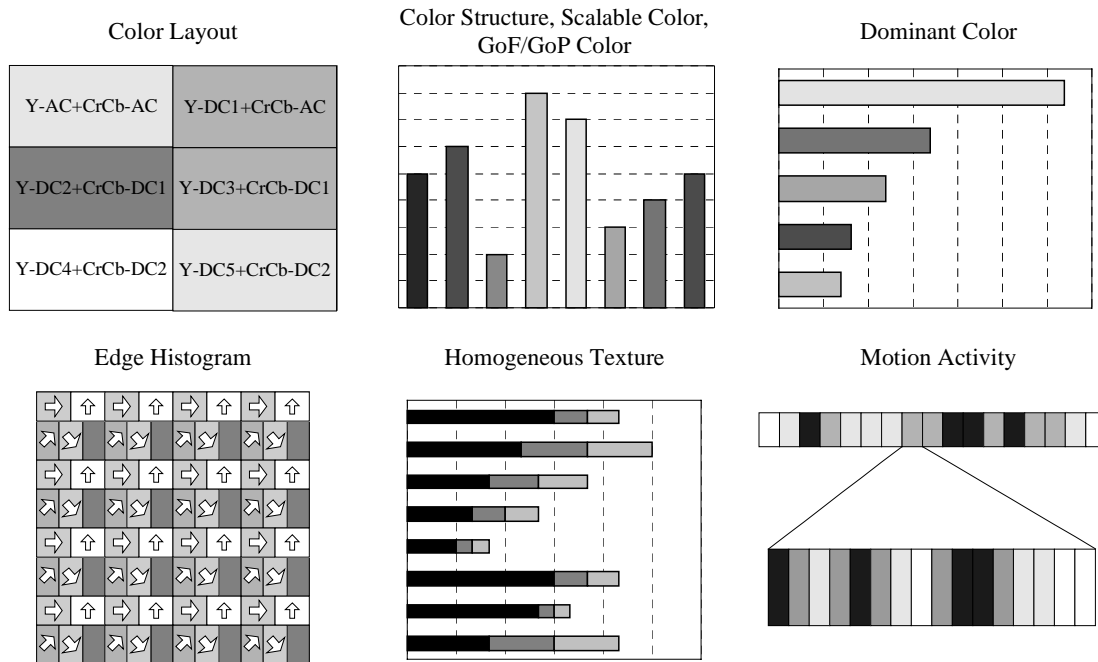 Color Layout
Color Structure, Scalable Color,
GoF/GoP Color
Dominant Color
Y-AC+CrCb-AC
Y-DC1+CrCb-AC
Y-DC2+CrCb-DC1
Y-DC3+CrCb-DC1
Y-DC4+CrCb-DC2
Y-DC5+CrCb-DC2
Edge Histogram
Homogeneous Texture
Motion Activity